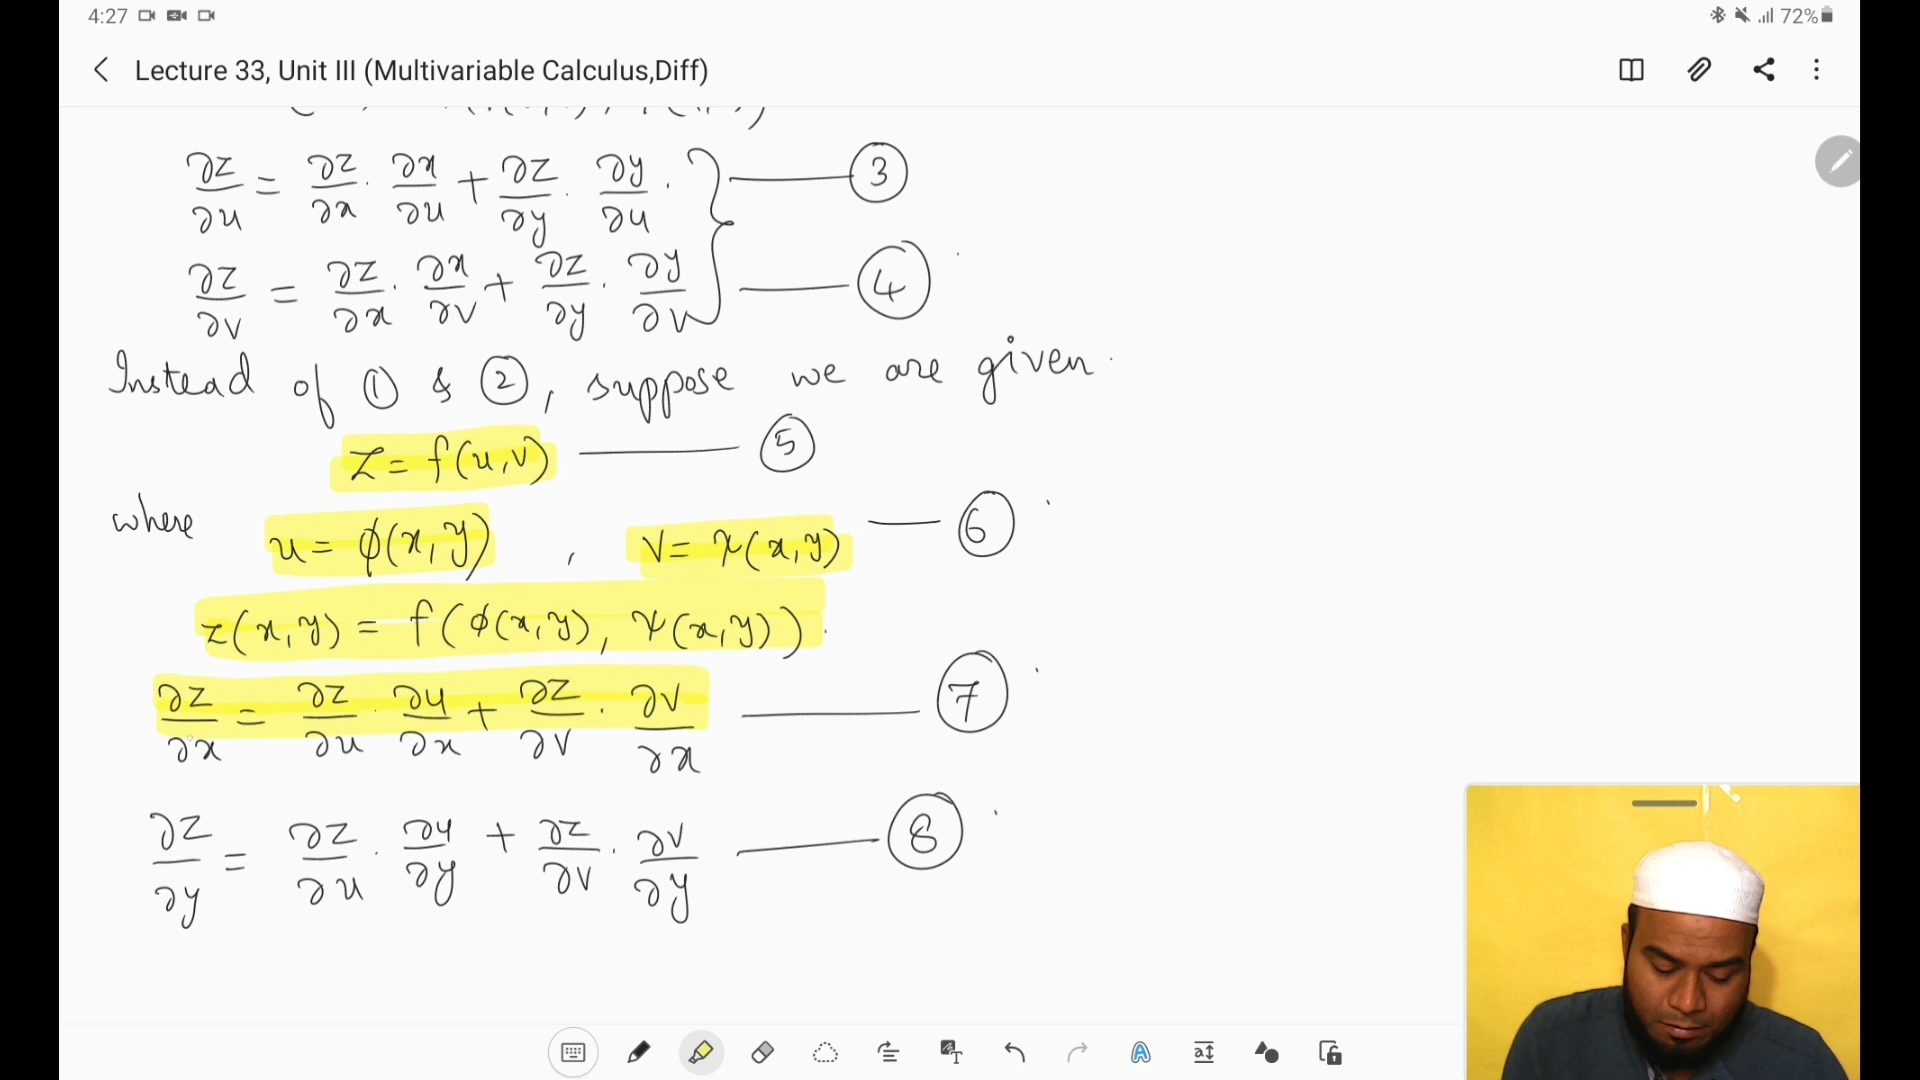 4:27 72%
Lecture 33, Unit III (Multivariable Calculus,Diff)
∂z/∂u = ∂z/∂x · ∂x/∂u + ∂z/∂y · ∂y/∂u · } —— ③
∂z/∂v = ∂z/∂x · ∂x/∂v + ∂z/∂y · ∂y/∂v } —— ④
Instead of ① & ②, suppose we are given.
z = f(u,v) —— ⑤
where u = ϕ(x,y) , v = ψ(x,y) —— ⑥
z(x,y) = f(ϕ(x,y), ψ(x,y)).
∂z/∂x = ∂z/∂u · ∂u/∂x + ∂z/∂v · ∂v/∂x —— ⑦
∂z/∂y = ∂z/∂u · ∂u/∂y + ∂z/∂v · ∂v/∂y —— ⑧